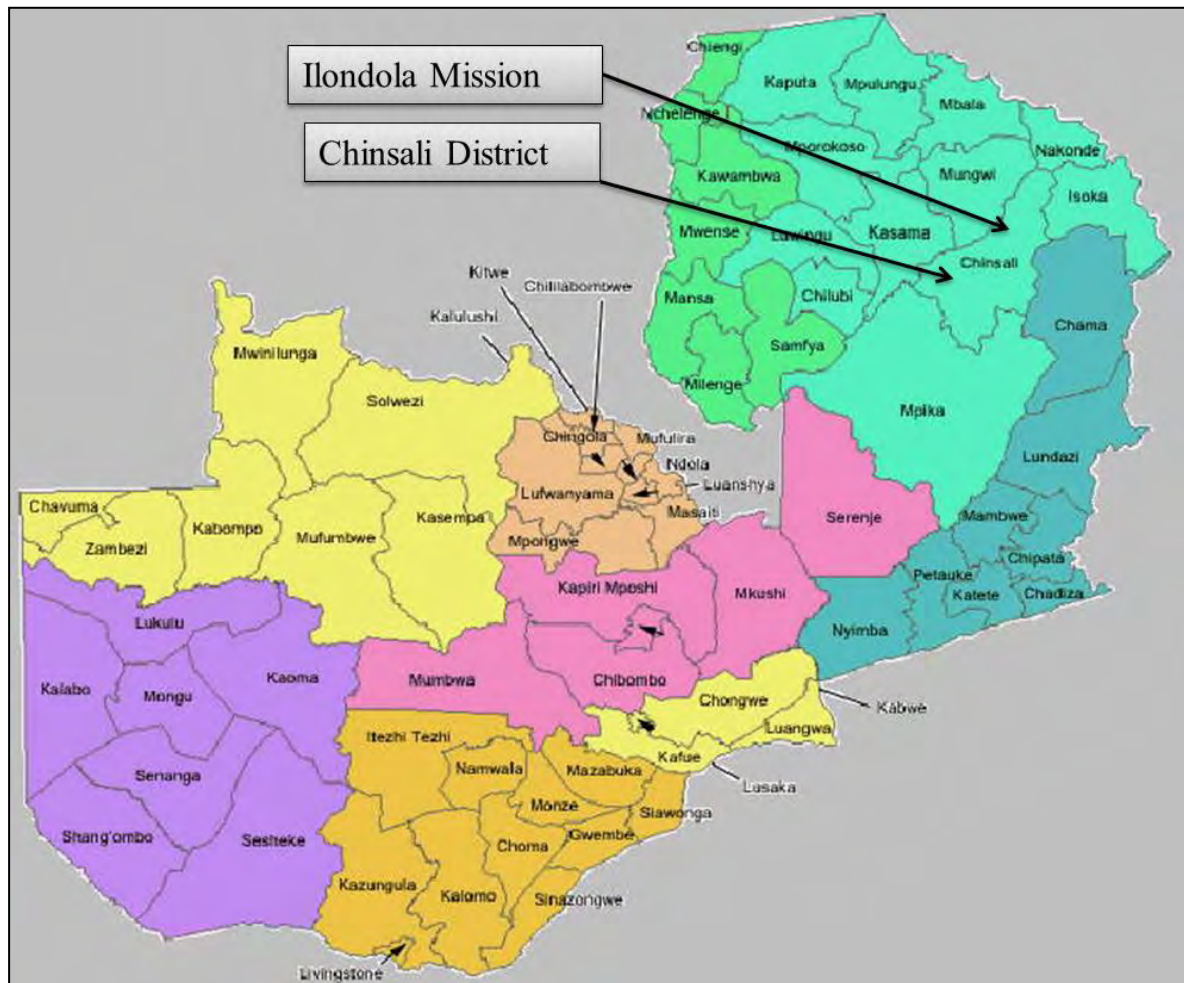 Ilondola Mission
Chinsali District
Chiengi
Kaputa
Mpulungu
Mbala
Nchelenge
Mporokoso
Nakonde
Kawambwa
Mungwi
Isoka
Mwense
Luwingu
Kasama
Chinsali
Kitwe
Chililabombwe
Mansa
Chilubi
Kalulushi
Chama
Samfya
Mwinilunga
Milenge
Solwezi
Mpika
Chingola
Mufulira
Ndola
Lundazi
Luanshya
Lufwanyama
Chavuma
Kasempa
Masaiti
Serenje
Mambwe
Kabompo
Zambezi
Mufumbwe
Mpongwe
Chipata
Petauke
Kapiri Mposhi
Mkushi
Katete
Chadiza
Lukulu
Nyimba
Kaoma
Kalabo
Mongu
Mumbwa
Chibombo
Chongwe
Kabwe
Luangwa
Itezhi Tezhi
Kafue
Senanga
Namwala
Mazabuka
Lusaka
Monze
Siavonga
Shang'ombo
Sesheke
Gwembe
Choma
Kazungula
Kalomo
Sinazongwe
Livingstone